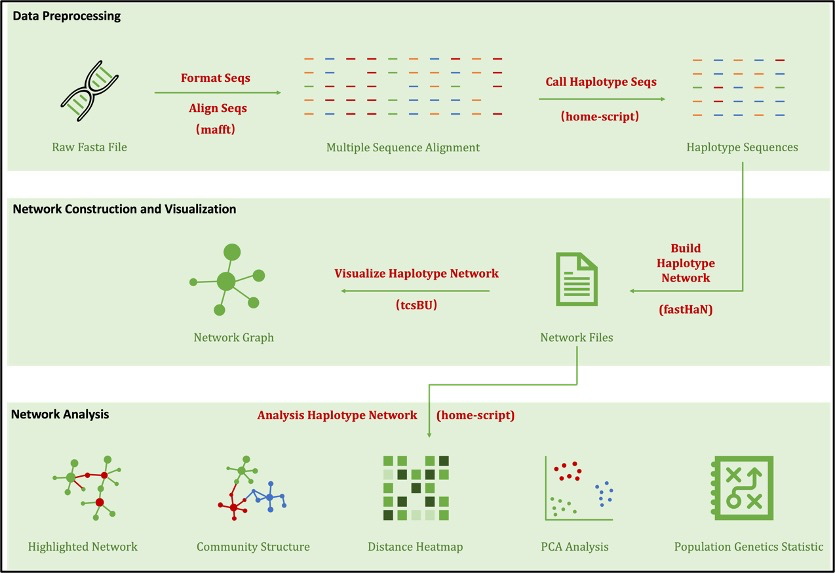 Data Preprocessing
Format Seqs
Align Seqs
(mafft)
Call Haplotype Seqs
(home-script)
Raw Fasta File
Multiple Sequence Alignment
Haplotype Sequences
Network Construction and Visualization
Build
Haplotype
Network
(fastHaN)
Visualize Haplotype Network
(tcsBU)
Network Graph
Network Files
Network Analysis
Analysis Haplotype Network (home-script)
Highlighted Network
Community Structure
Distance Heatmap
PCA Analysis
Population Genetics Statistic